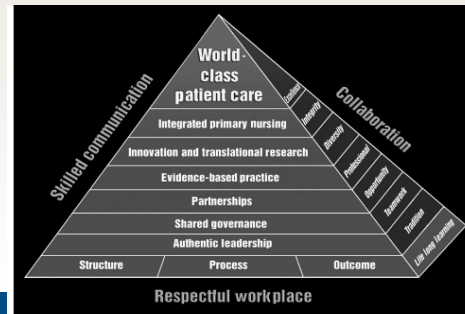 World-
class
patient care
Integrated primary nursing
Innovation and translational research
Evidence-based practice
Partnerships
Shared governance
Authentic leadership
Structure Process Outcome
Excellence
Integrity
Diversity
Professional
Opportunity
Teamwork
Tradition
Life long learning
Skilled communication
Collaboration
Respectful workplace